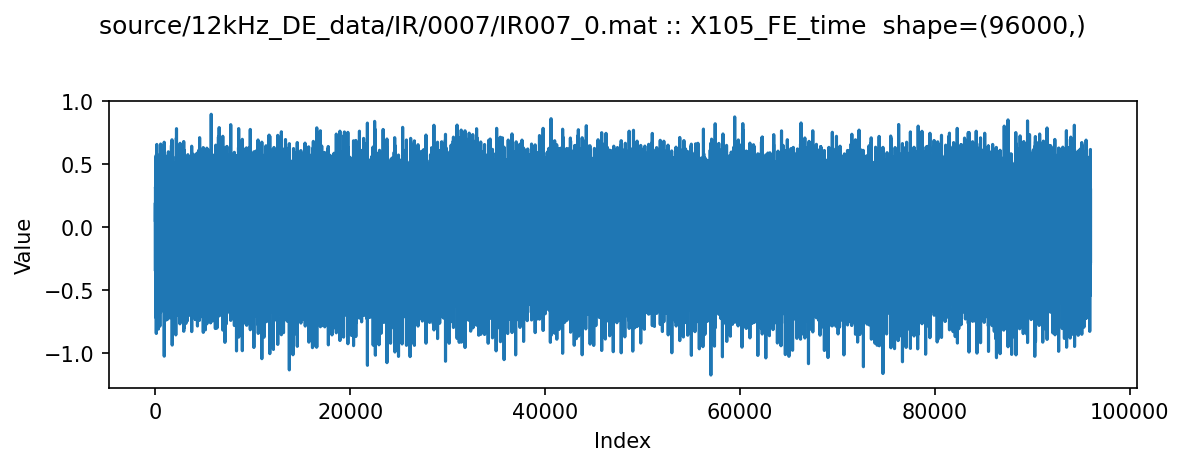 source/12kHz_DE_data/IR/0007/IR007_0.mat :: X105_FE_time  shape=(96000,)
1.0
0.5
0.0
−0.5
−1.0
Value
0 20000 40000 60000 80000 100000
Index